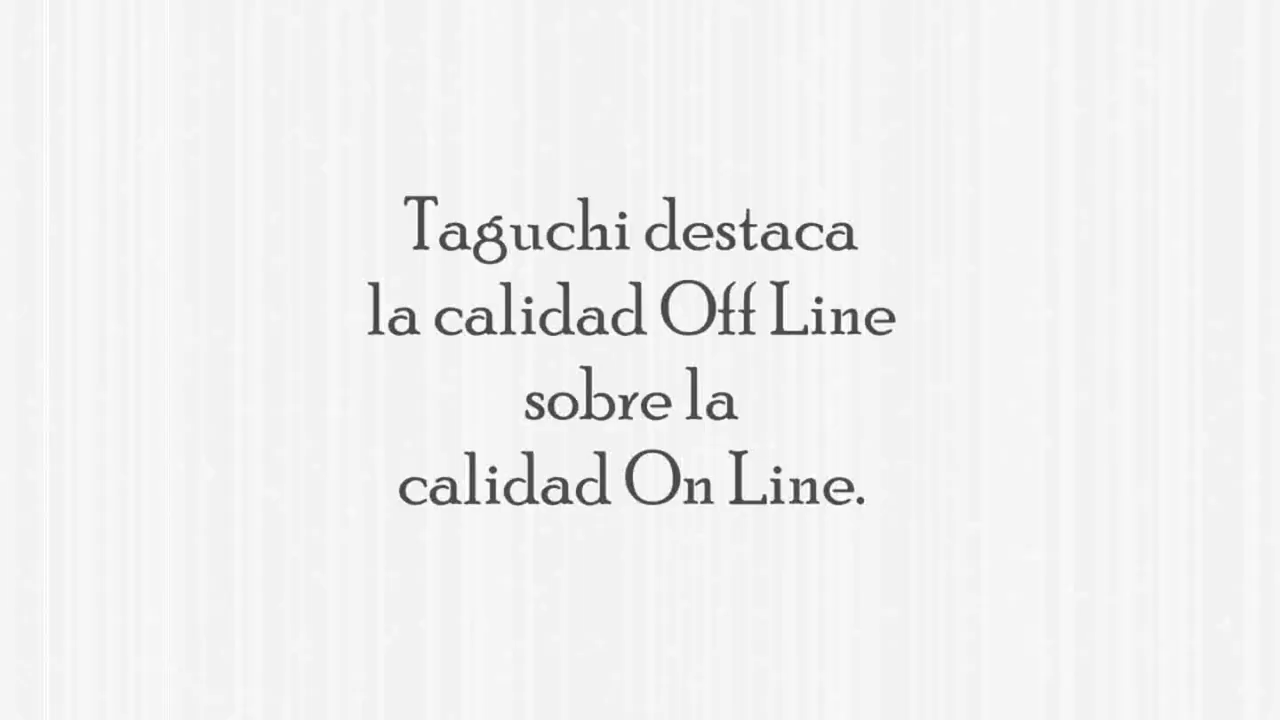 Taguchi destaca
la calidad Off Line
sobre la
calidad On Line.